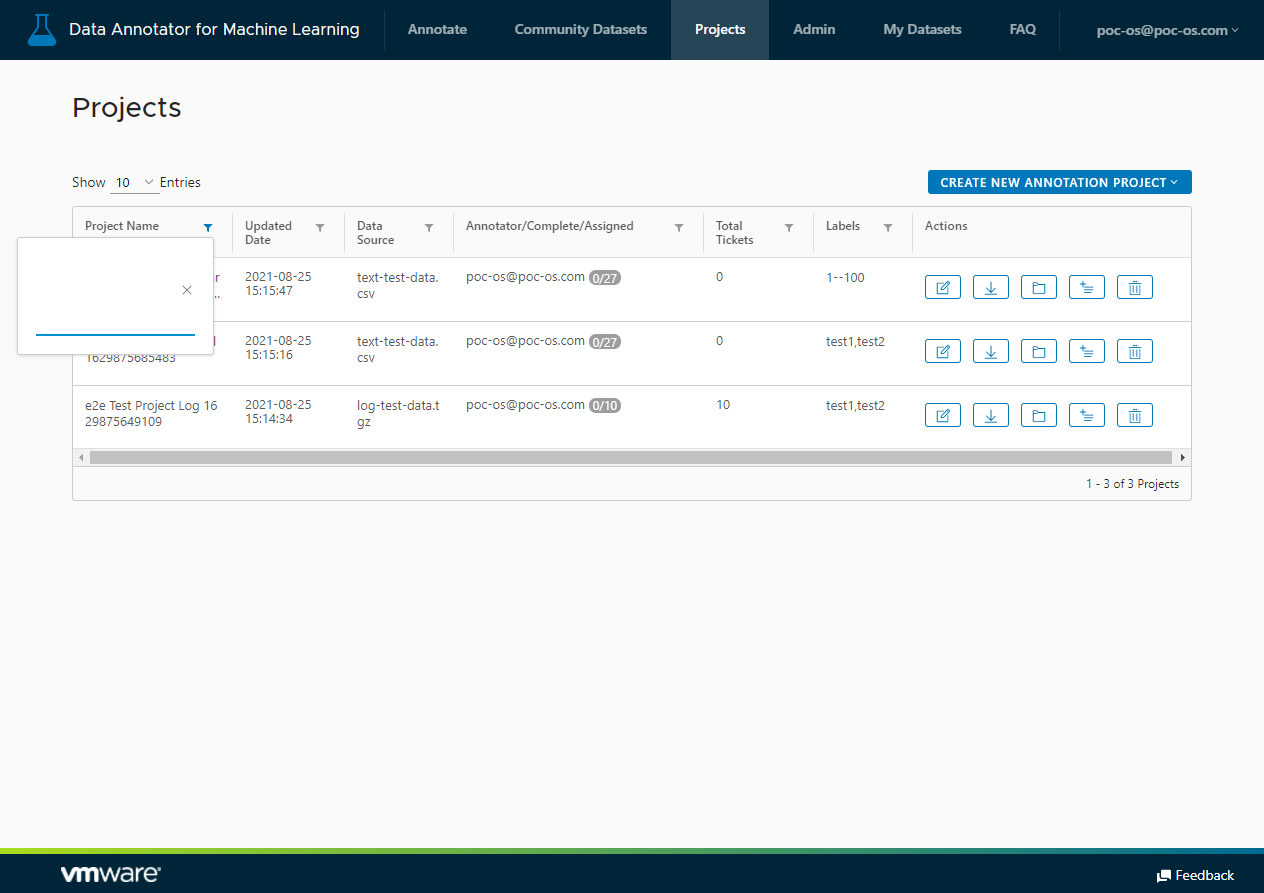 Data Annotator for Machine Learning
Annotate
Community Datasets
Projects
Admin
My Datasets
FAQ
poc-os@poc-os.com
Projects
Show 10 Entries
CREATE NEW ANNOTATION PROJECT
Project Name
Updated Date
Data Source
Annotator/Complete/Assigned
Total Tickets
Labels
Actions
2021-08-25
15:15:47
text-test-data.
csv
poc-os@poc-os.com 0/27
0
1--100
1629875685483
2021-08-25
15:15:16
text-test-data.
csv
poc-os@poc-os.com 0/27
0
test1,test2
e2e Test Project Log 16
29875649109
2021-08-25
15:14:34
log-test-data.t
gz
poc-os@poc-os.com 0/10
10
test1,test2
1 - 3 of 3 Projects
vmware
Feedback